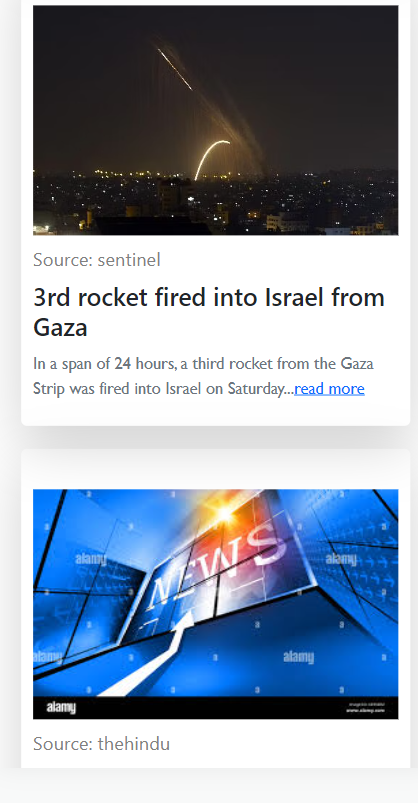 Source: sentinel
3rd rocket fired into Israel from
Gaza
In a span of 24 hours, a third rocket from the Gaza
Strip was fired into Israel on Saturday...read more
NEWS
alamy
alamy
alamy
alamy
alamy
www.alamy.com
Source: thehindu